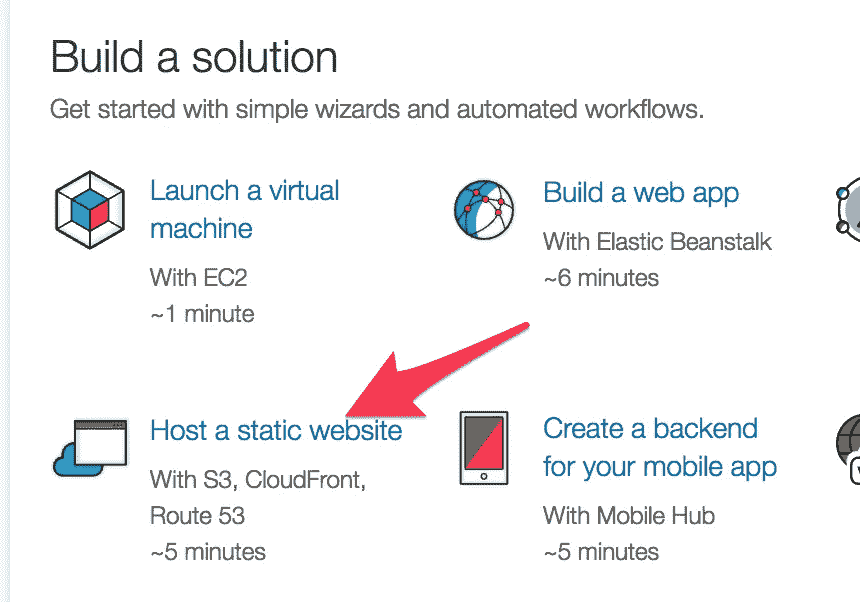 Build a solution
Get started with simple wizards and automated workflows.
Launch a virtual
machine
With EC2
~1 minute
Build a web app
With Elastic Beanstalk
~6 minutes
Host a static website
With S3, CloudFront,
Route 53
~5 minutes
Create a backend
for your mobile app
With Mobile Hub
~5 minutes